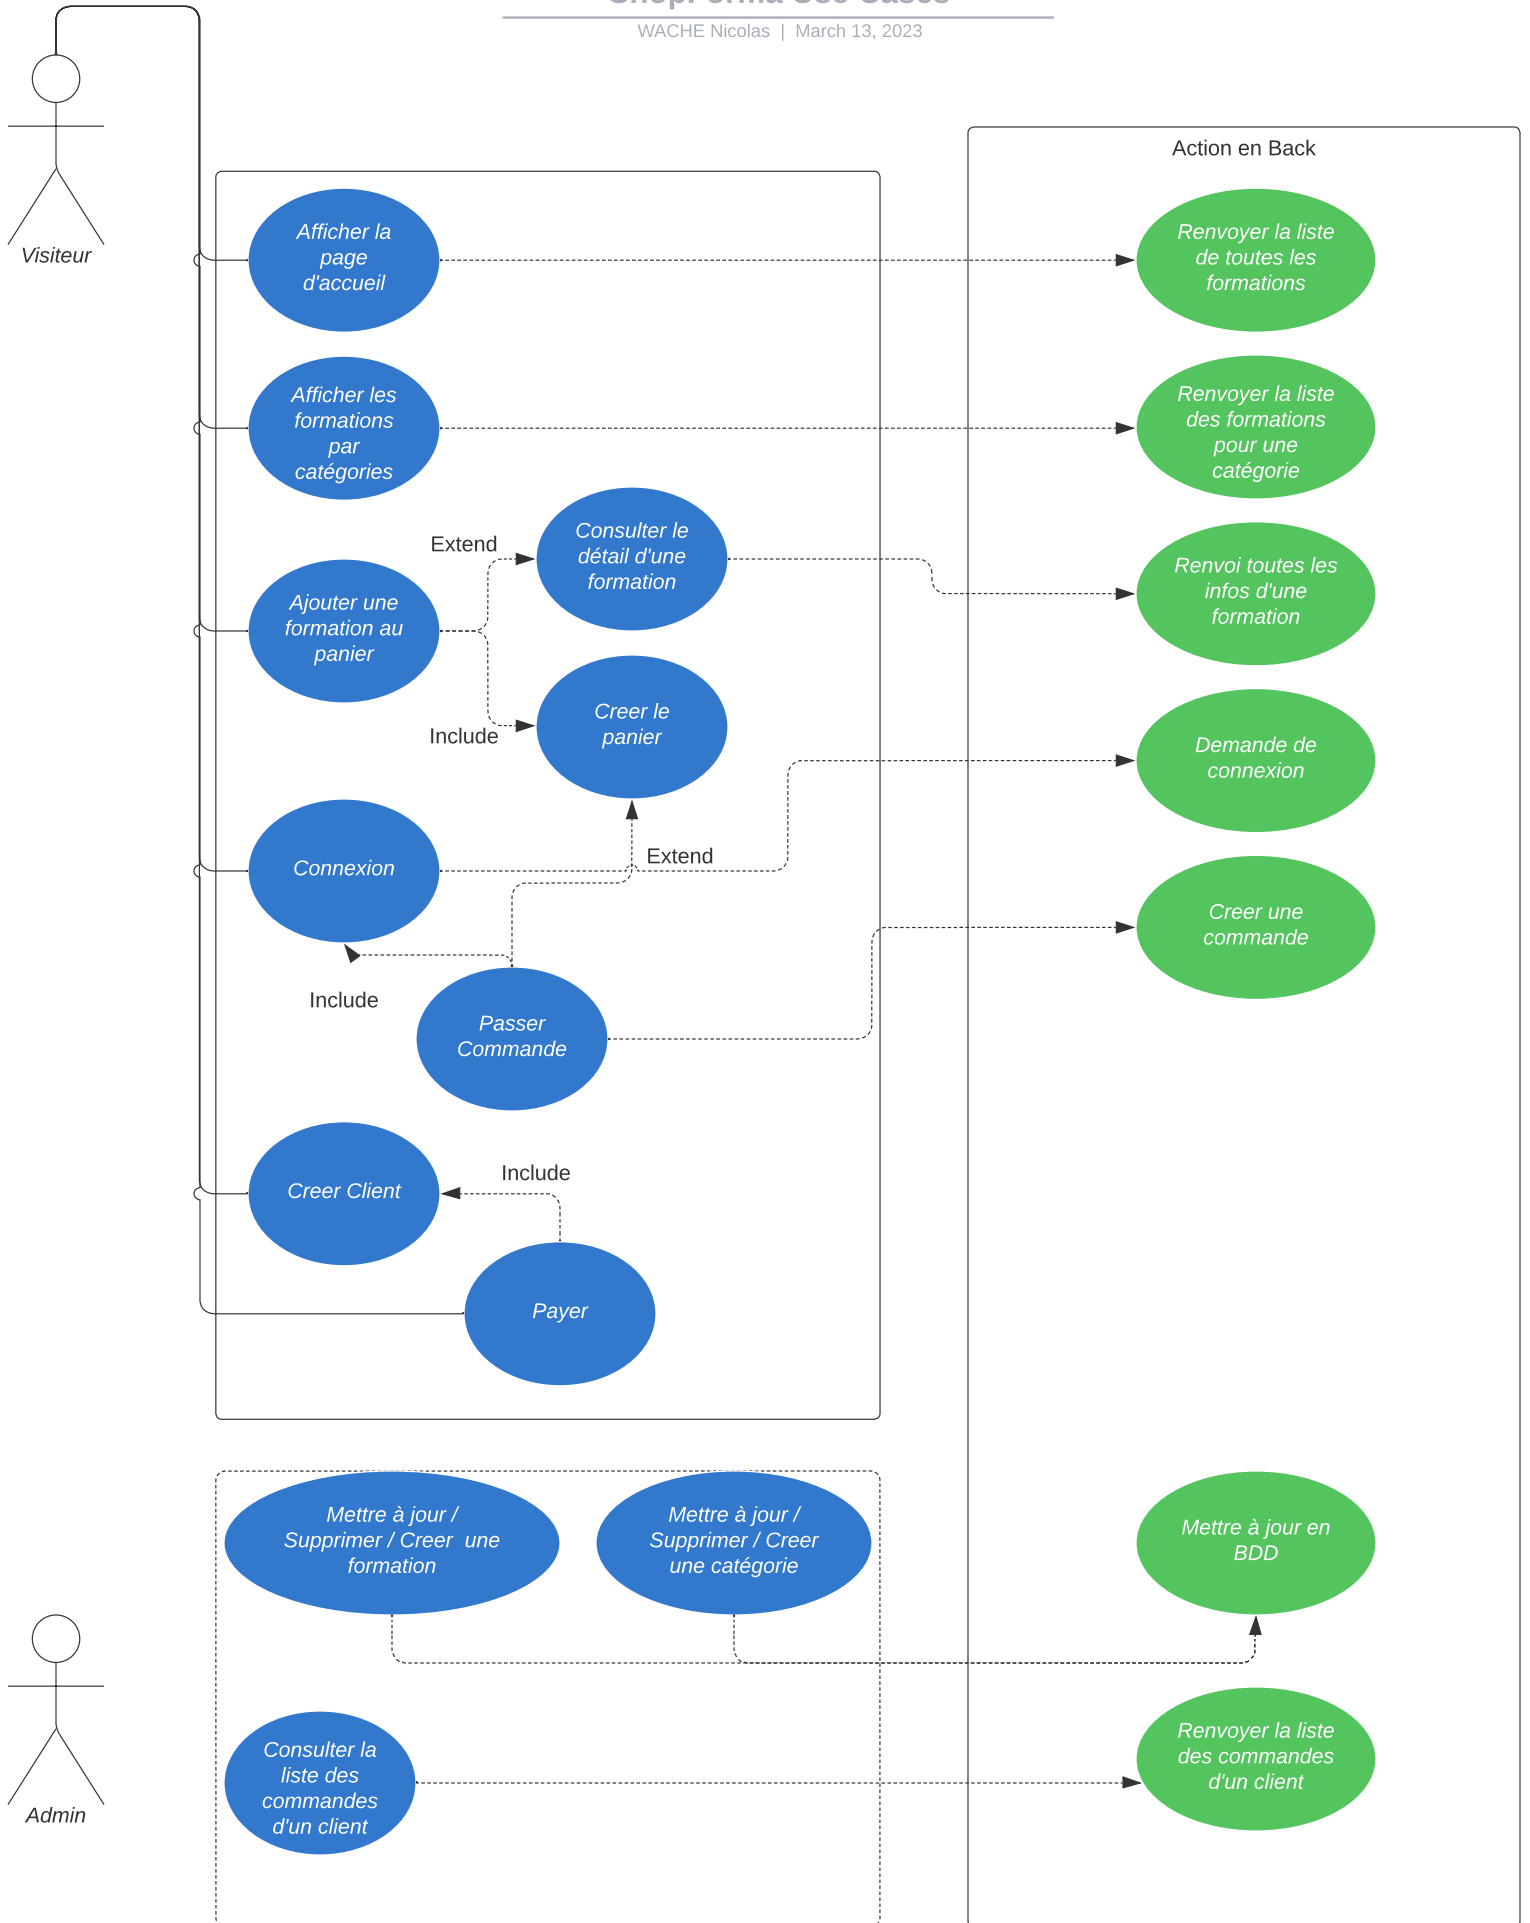 WACHE Nicolas | March 13, 2023
Visiteur
Action en Back
Afficher la
page
d'accueil
Renvoyer la liste
de toutes les
formations
Afficher les
formations
par
catégories
Renvoyer la liste
des formations
pour une
catégorie
Extend
Consulter le
détail d'une
formation
Renvoi toutes les
infos d'une
formation
Ajouter une
formation au
panier
Include
Creer le
panier
Demande de
connexion
Connexion
Extend
Creer une
commande
Include
Passer
Commande
Creer Client
Include
Payer
Mettre à jour /
Supprimer / Creer  une
formation
Mettre à jour /
Supprimer / Creer
une catégorie
Mettre à jour en
BDD
Admin
Consulter la
liste des
commandes
d'un client
Renvoyer la liste
des commandes
d'un client